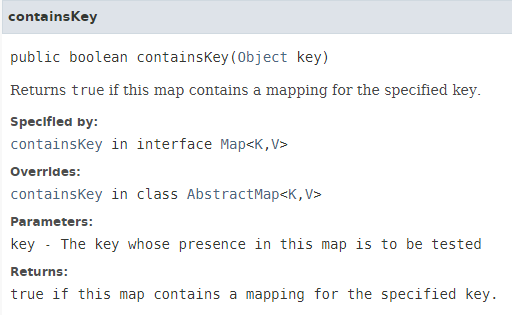 containsKey
public boolean containsKey(Object key)
Returns true if this map contains a mapping for the specified key.
Specified by:
containsKey in interface Map<K,V>
Overrides:
containsKey in class AbstractMap<K,V>
Parameters:
key - The key whose presence in this map is to be tested
Returns:
true if this map contains a mapping for the specified key.